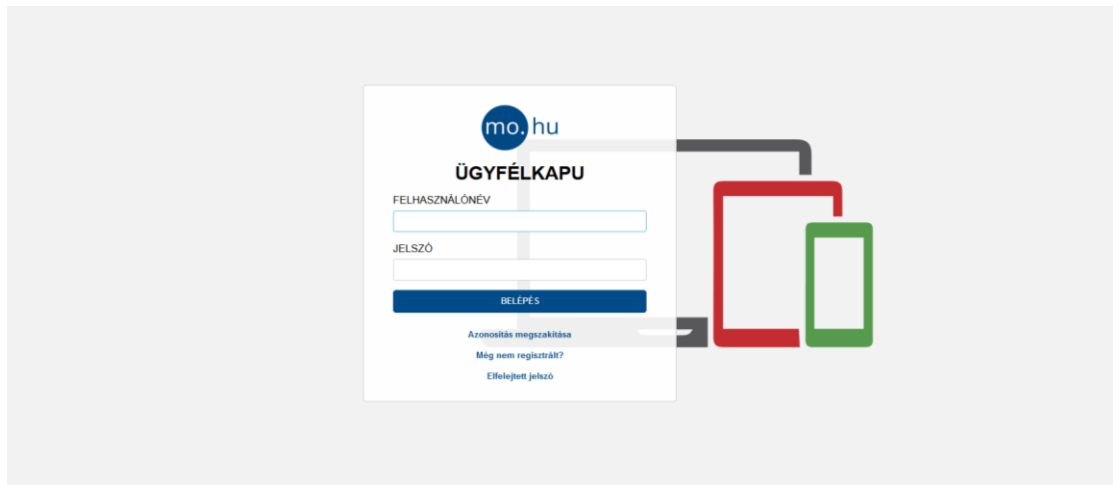 mo.hu
ÜGYFÉLKAPU
FELHASZNÁLÓNÉV
JELSZÓ
BELÉPÉS
Azonosítás megszakítása
Még nem regisztrált?
Elfelejtett jelszó